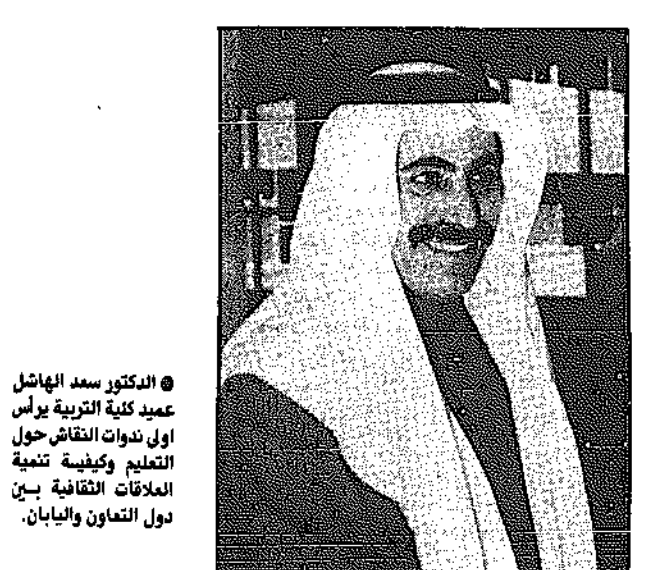 ● الدكتور سعد الهاشل
عميد كلية التربية يرأس
اولى ندوات النقاش حول
التعليم وكيفية تنمية
العلاقات الثقافية بين
دول التعاون واليابان.